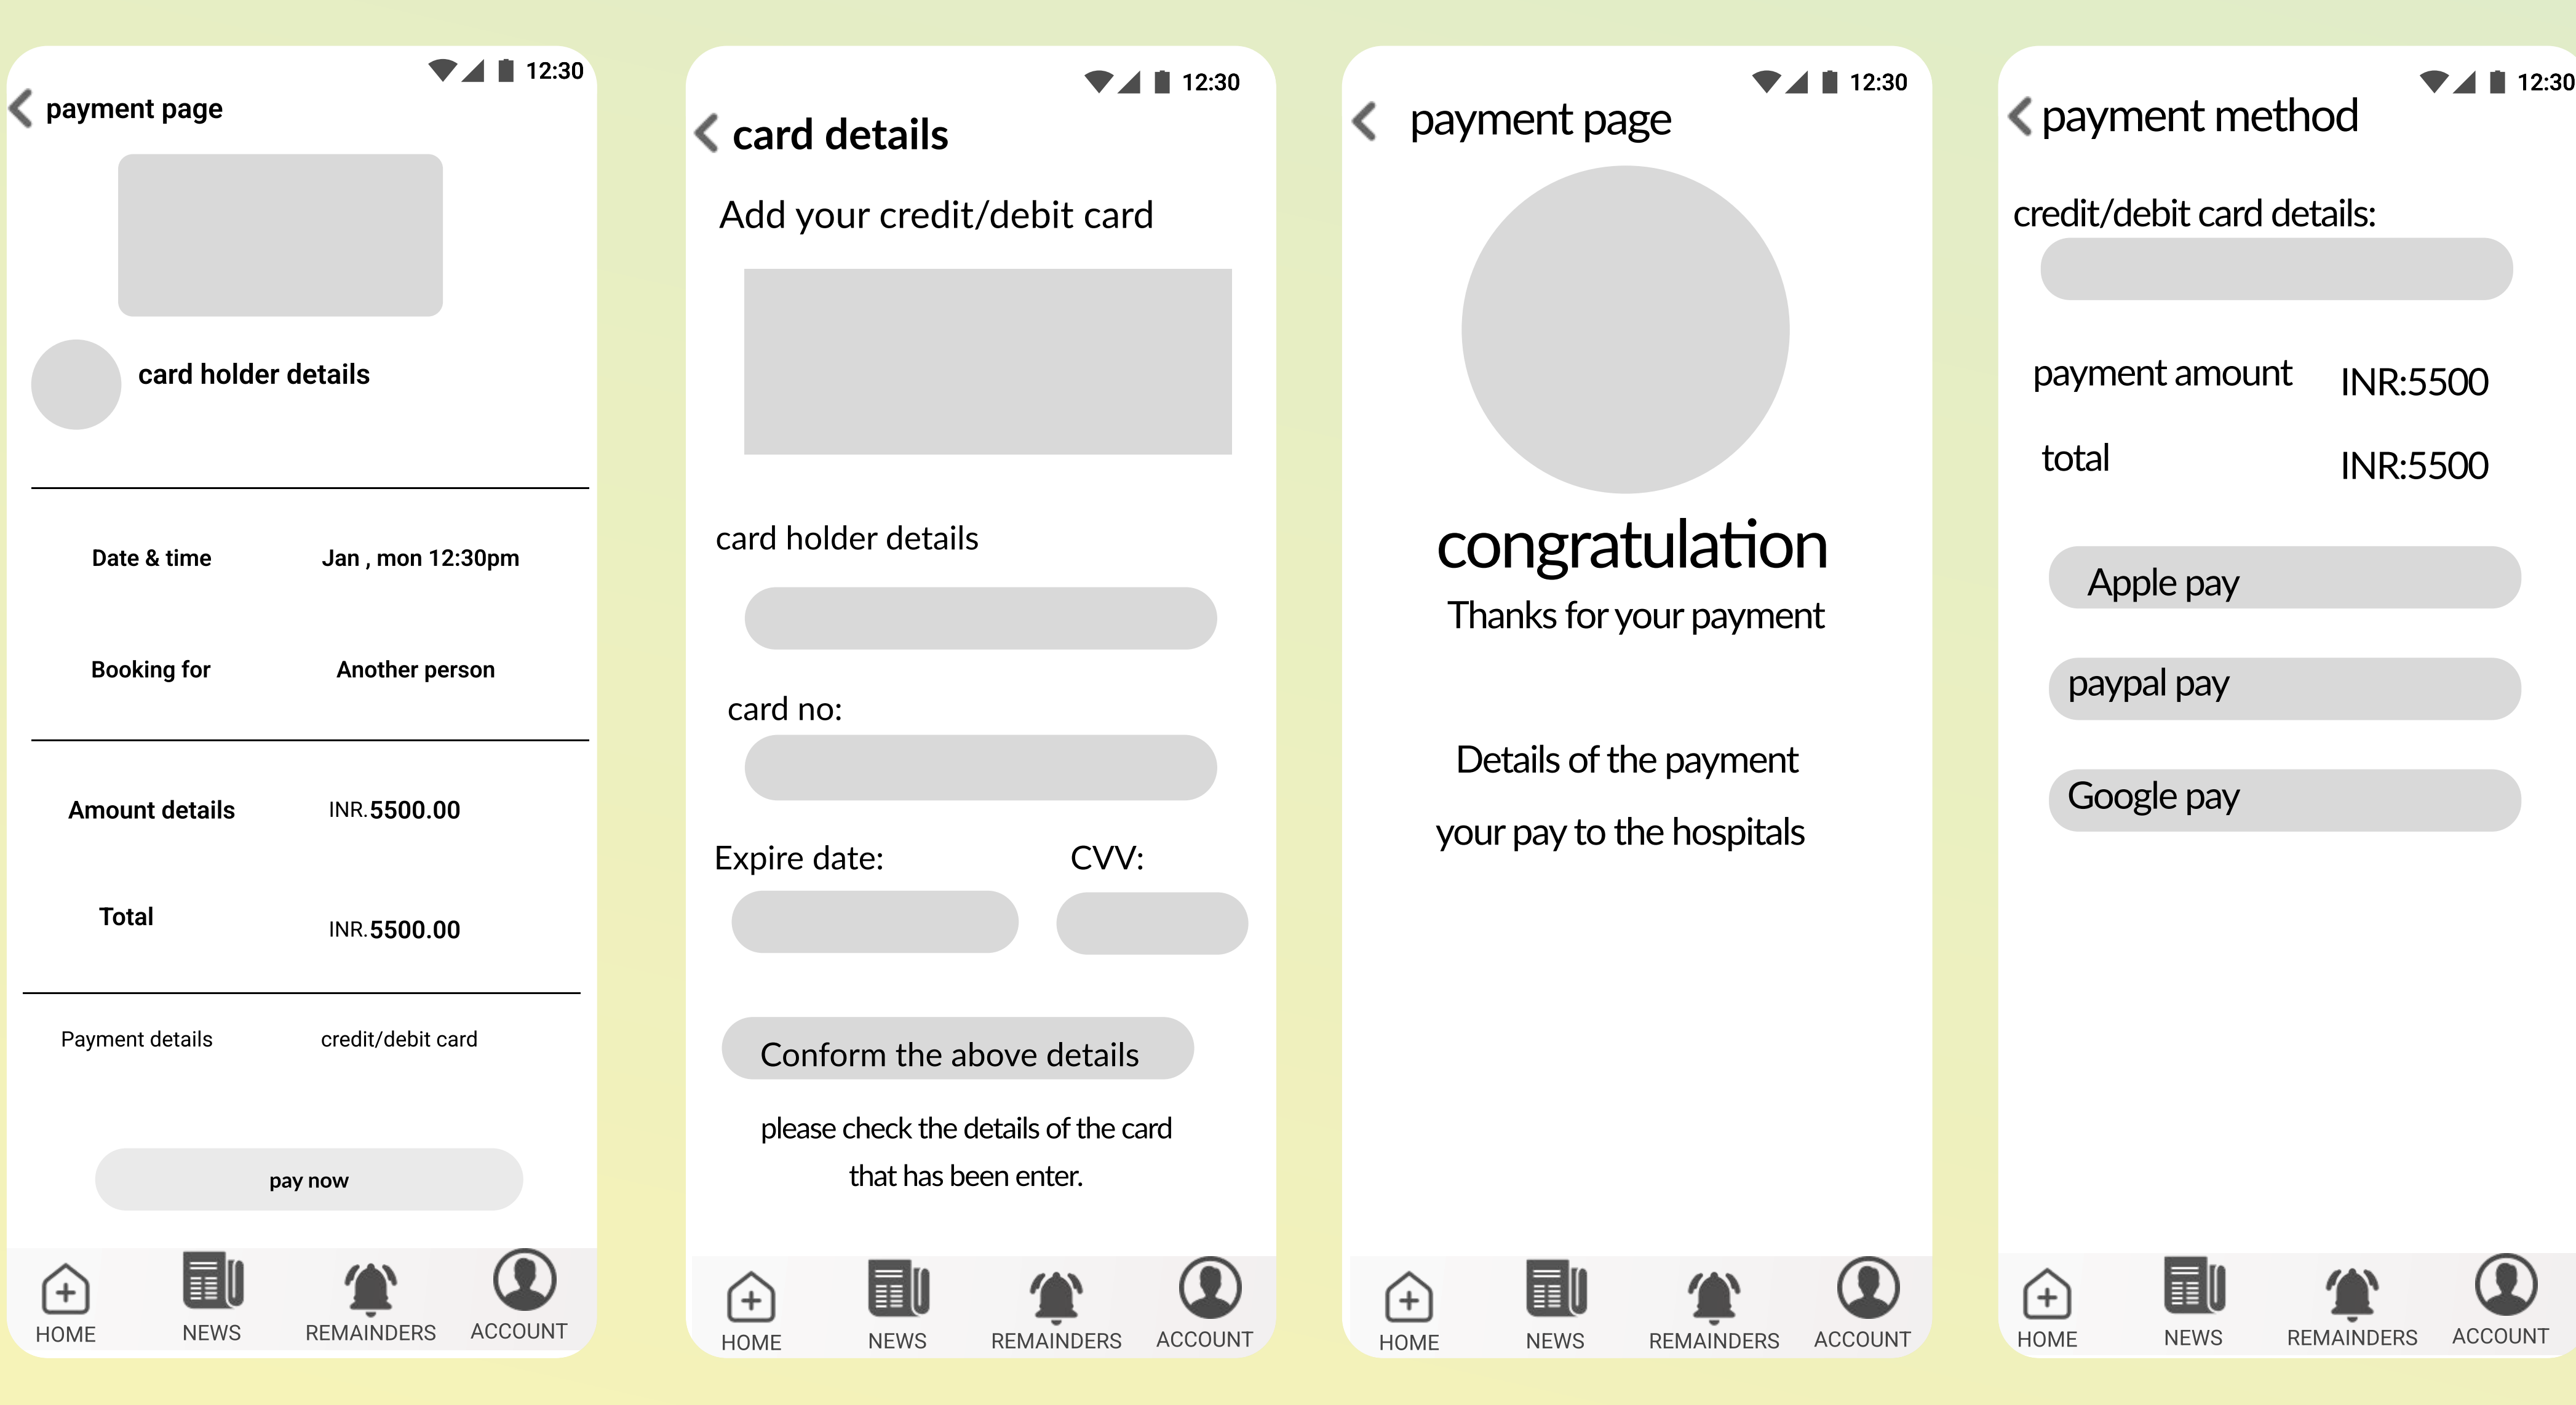 12:30
payment page
card holder details
Date & time Jan , mon 12:30pm
Booking for Another person
Amount details INR.5500.00
Total INR.5500.00
Payment details credit/debit card
pay now
HOME NEWS REMAINDERS ACCOUNT
12:30
card details
Add your credit/debit card
card holder details
card no:
Expire date: CVV:
Conform the above details
please check the details of the card
that has been enter.
HOME NEWS REMAINDERS ACCOUNT
12:30
payment page
congratulation
Thanks for your payment
Details of the payment
your pay to the hospitals
HOME NEWS REMAINDERS ACCOUNT
12:30
payment method
credit/debit card details:
payment amount INR:5500
total INR:5500
Apple pay
paypal pay
Google pay
HOME NEWS REMAINDERS ACCOUNT